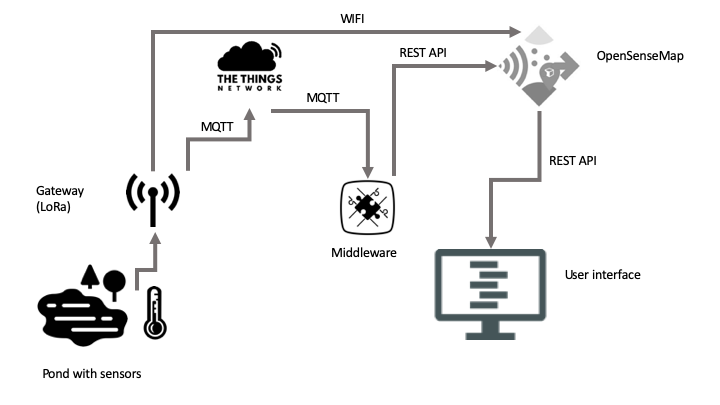 WIFI
REST API
OpenSenseMap
THE THINGS
NETWORK
MQTT
MQTT
REST API
Gateway
(LoRa)
Middleware
User interface
Pond with sensors